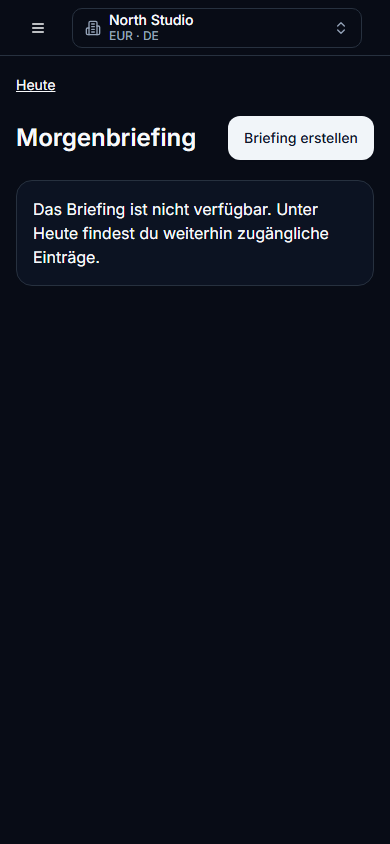 North Studio
EUR · DE
Heute
Morgenbriefing
Briefing erstellen
Das Briefing ist nicht verfügbar. Unter
Heute findest du weiterhin zugängliche
Einträge.